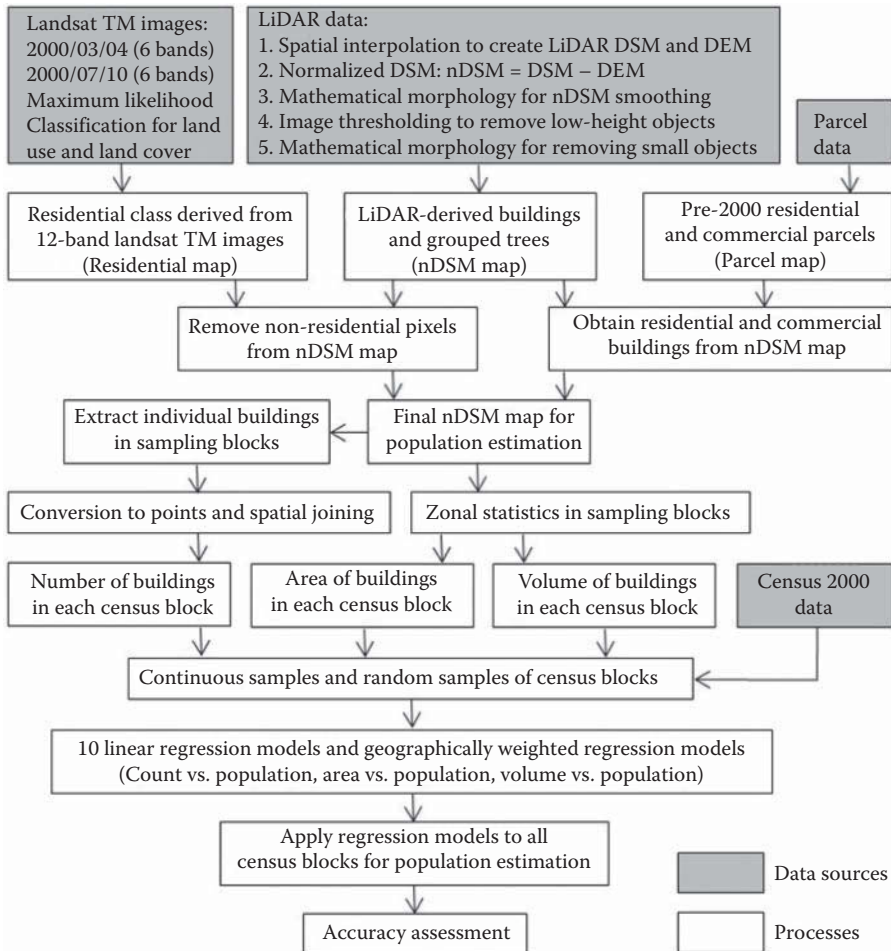 Landsat TM images:
2000/03/04 (6 bands)
2000/07/10 (6 bands)
Maximum likelihood
Classification for land
use and land cover
LiDAR data:
1. Spatial interpolation to create LiDAR DSM and DEM
2. Normalized DSM: nDSM = DSM – DEM
3. Mathematical morphology for nDSM smoothing
4. Image thresholding to remove low-height objects
5. Mathematical morphology for removing small objects
Parcel
data
Residential class derived from
12-band landsat TM images
(Residential map)
LiDAR-derived buildings
and grouped trees
(nDSM map)
Pre-2000 residential
and commercial parcels
(Parcel map)
Remove non-residential pixels
from nDSM map
Obtain residential and commercial
buildings from nDSM map
Extract individual buildings
in sampling blocks
Final nDSM map for
population estimation
Conversion to points and spatial joining
Zonal statistics in sampling blocks
Number of buildings
in each census block
Area of buildings
in each census block
Volume of buildings
in each census block
Census 2000
data
Continuous samples and random samples of census blocks
10 linear regression models and geographically weighted regression models
(Count vs. population, area vs. population, volume vs. population)
Apply regression models to all
census blocks for population estimation
Accuracy assessment
Data sources
Processes